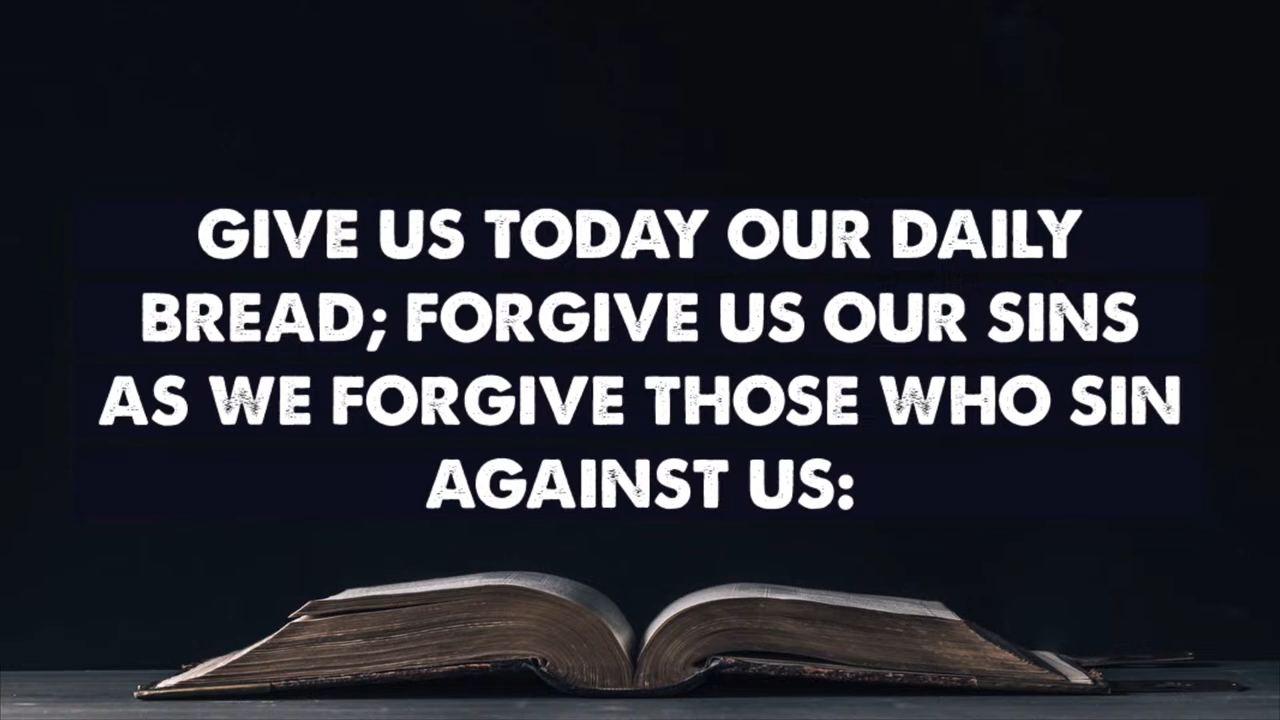 GIVE US TODAY OUR DAILY
BREAD; FORGIVE US OUR SINS
AS WE FORGIVE THOSE WHO SIN
AGAINST US: